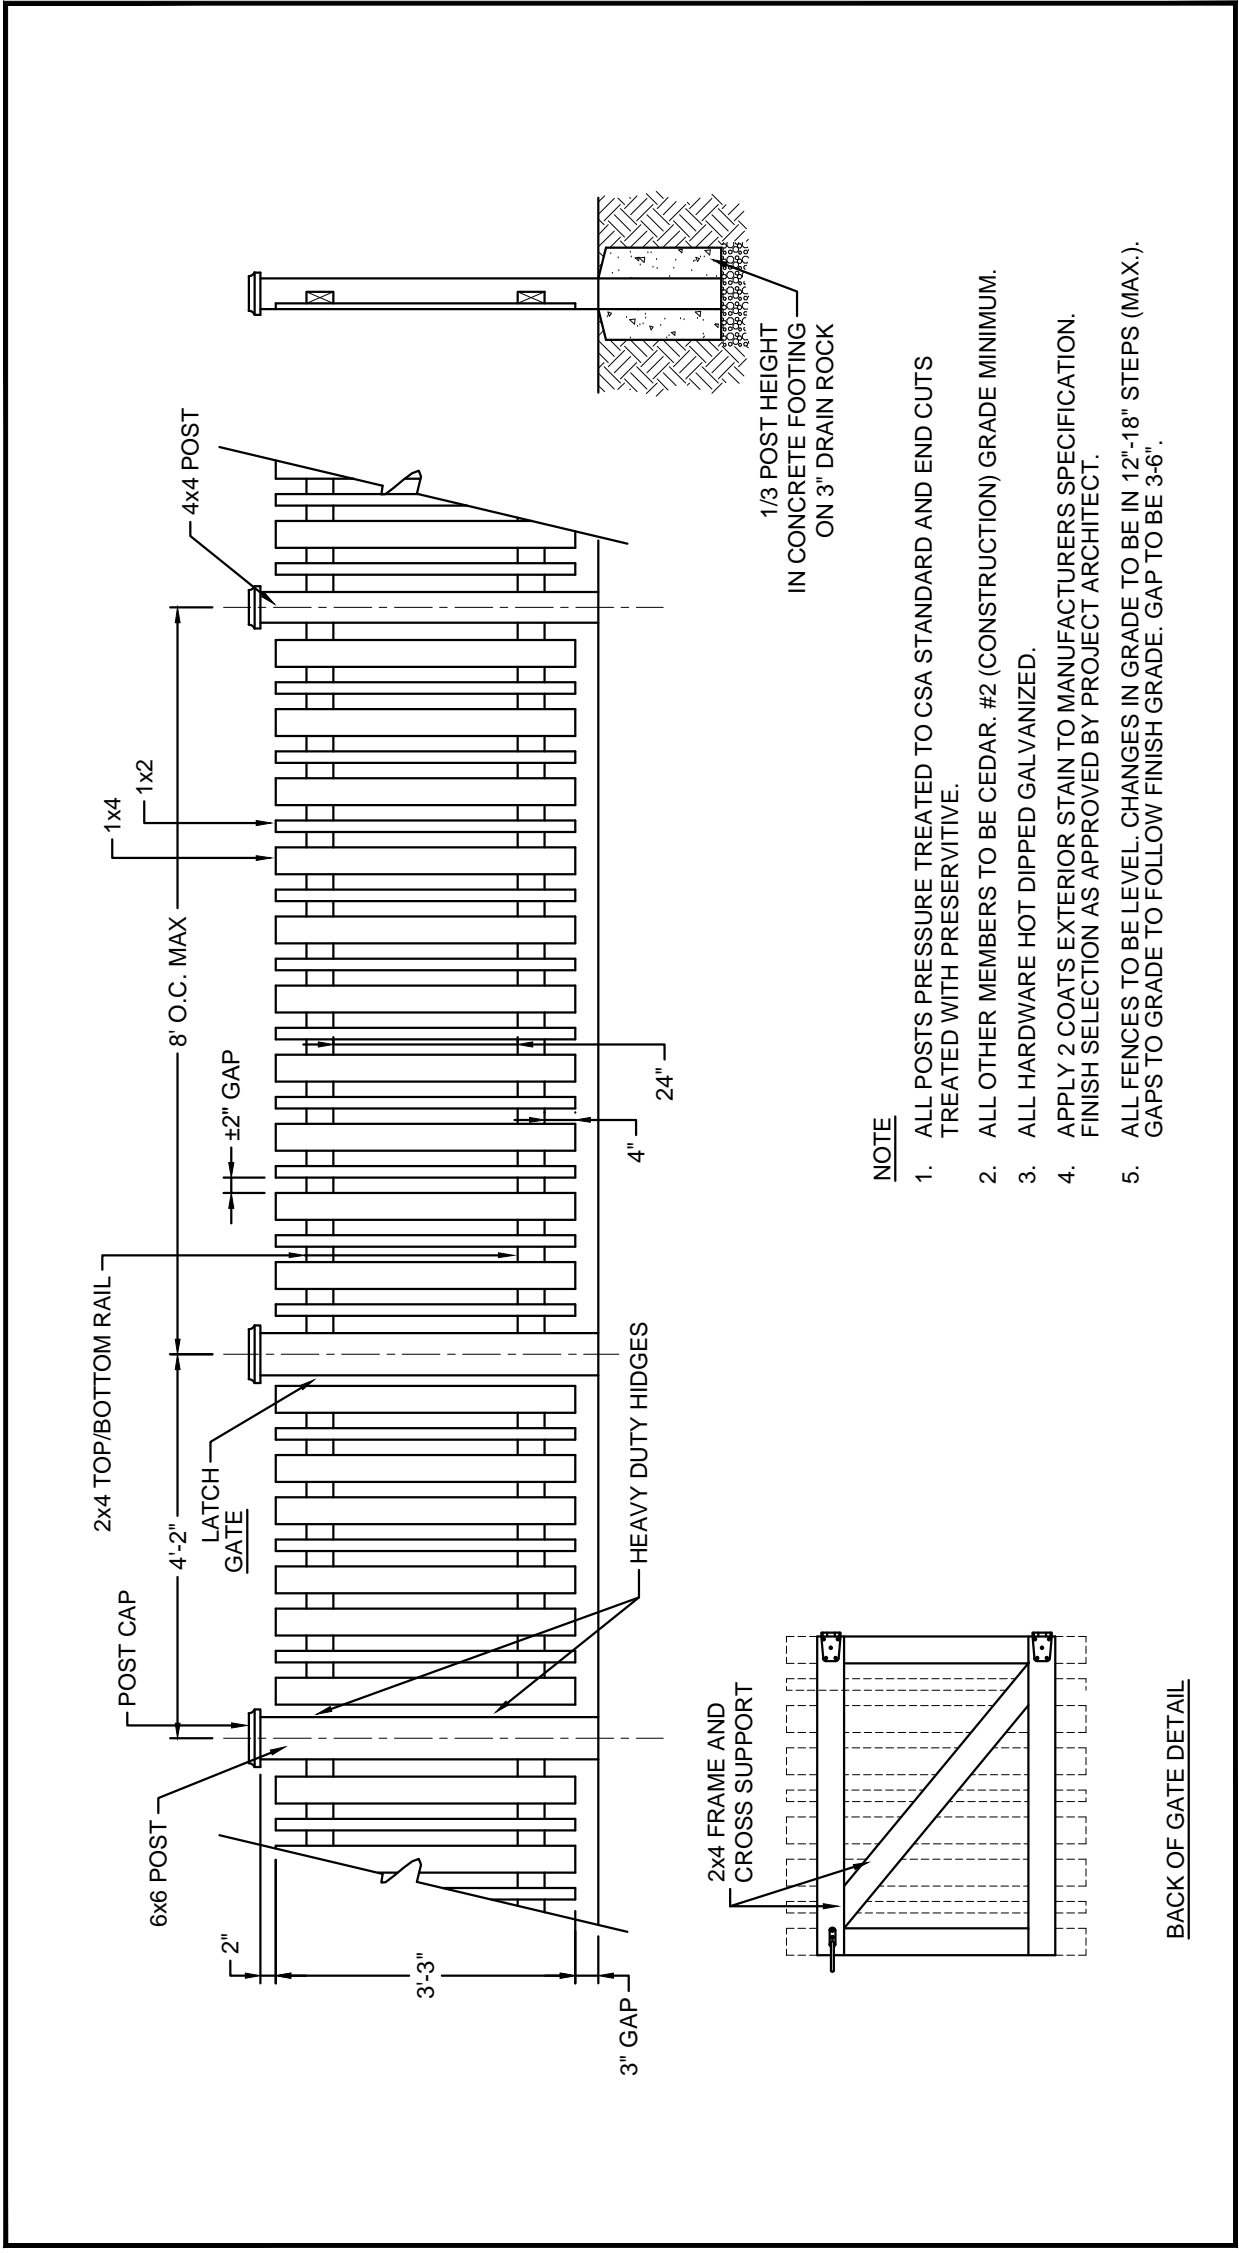 POST CAP
6x6 POST
2x4 TOP/BOTTOM RAIL
1x4
1x2
4x4 POST
4'-2"
8' O.C. MAX
LATCH
GATE
±2" GAP
2"
3'-3"
3" GAP
HEAVY DUTY HIDGES
4"
24"
1/3 POST HEIGHT
IN CONCRETE FOOTING
ON 3" DRAIN ROCK
2x4 FRAME AND
CROSS SUPPORT
BACK OF GATE DETAIL
NOTE
1. ALL POSTS PRESSURE TREATED TO CSA STANDARD AND END CUTS
TREATED WITH PRESERVITIVE.
2. ALL OTHER MEMBERS TO BE CEDAR. #2 (CONSTRUCTION) GRADE MINIMUM.
3. ALL HARDWARE HOT DIPPED GALVANIZED.
4. APPLY 2 COATS EXTERIOR STAIN TO MANUFACTURERS SPECIFICATION.
FINISH SELECTION AS APPROVED BY PROJECT ARCHITECT.
5. ALL FENCES TO BE LEVEL. CHANGES IN GRADE TO BE IN 12"-18" STEPS (MAX.).
GAPS TO GRADE TO FOLLOW FINISH GRADE. GAP TO BE 3-6".